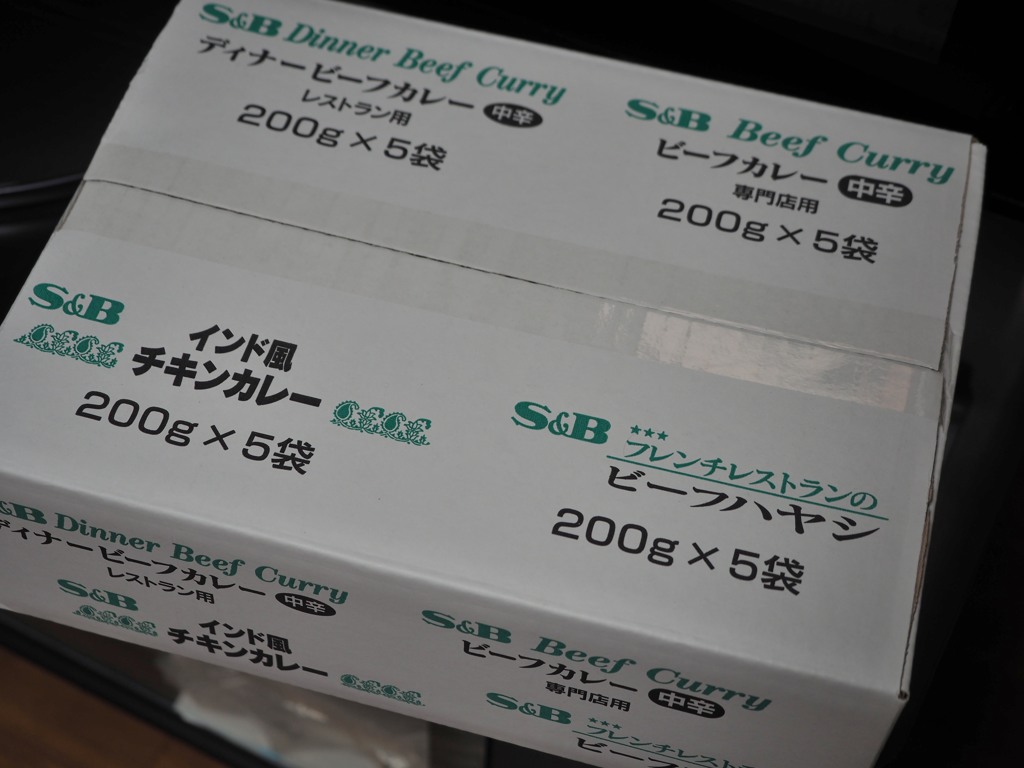 S&B Dinner Beef Curry
ディナービーフカレー 中辛
レストラン用
200g×5袋
S&B Beef Curry
ビーフカレー 中辛
専門店用
200g×5袋
S&B
インド風
チキンカレー
200g×5袋
S&B ★★★
フレンチレストランの
ビーフハヤシ
200g×5袋
S&B Dinner Beef Curry
ディナービーフカレー 中辛
レストラン用
S&B
インド風
チキンカレー
S&B Beef Curry
ビーフカレー 中辛
専門店用
S&B ★★★
フレンチレストラ
ビーフ